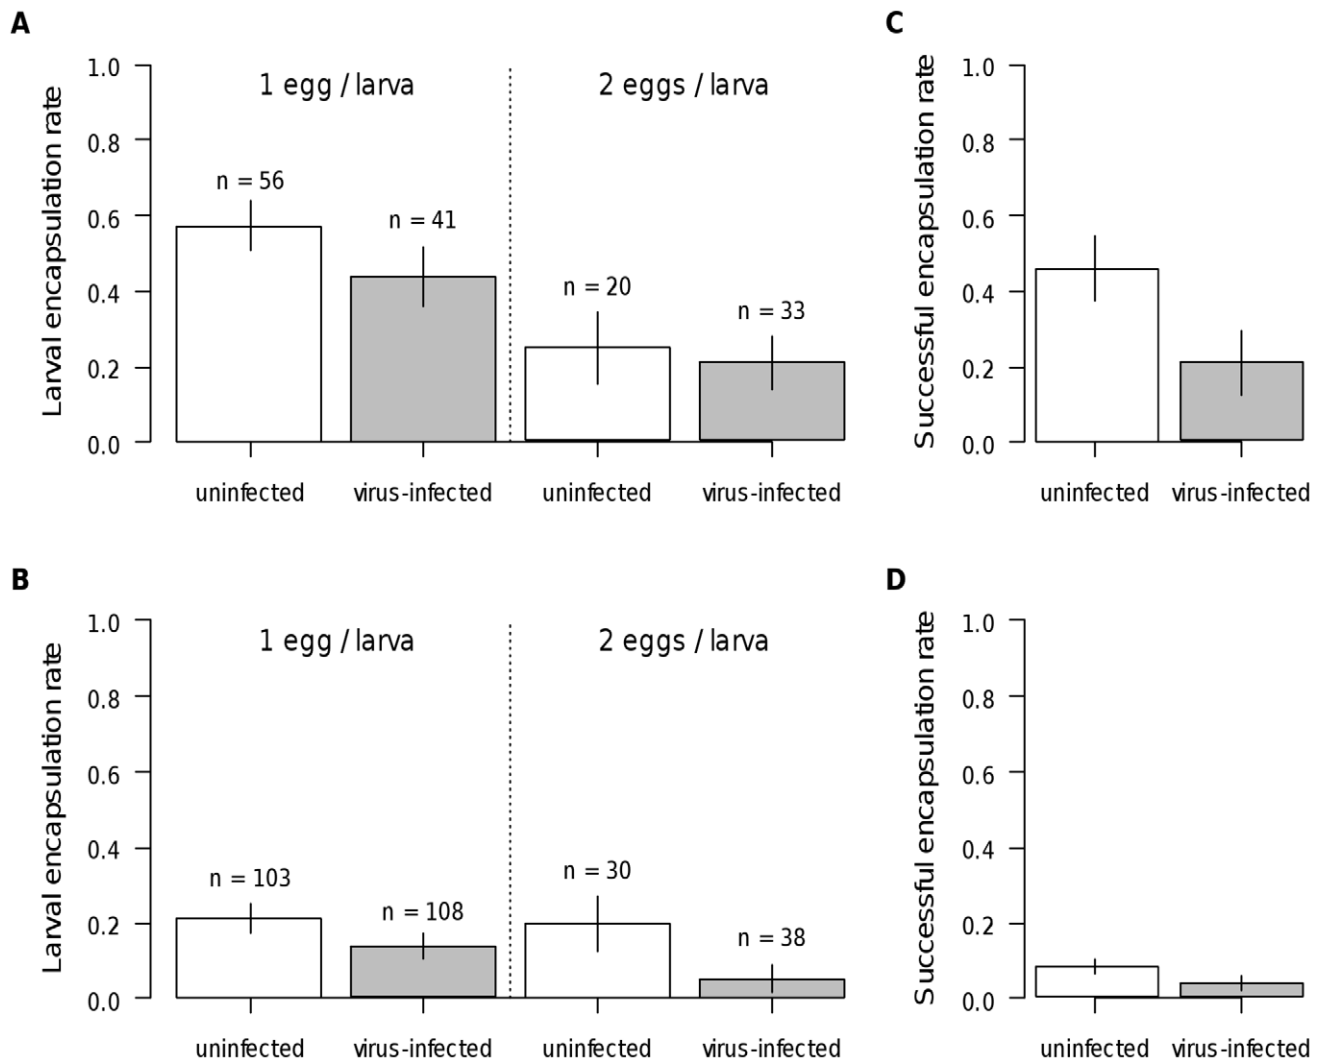 A
Larval encapsulation rate
1.0
0.8
0.6
0.4
0.2
0.0
1 egg / larva
2 eggs / larva
n = 56
n = 41
n = 20
n = 33
uninfected
virus-infected
uninfected
virus-infected
C
Successful encapsulation rate
1.0
0.8
0.6
0.4
0.2
0.0
uninfected
virus-infected
B
Larval encapsulation rate
1.0
0.8
0.6
0.4
0.2
0.0
1 egg / larva
2 eggs / larva
n = 103
n = 108
n = 30
n = 38
uninfected
virus-infected
uninfected
virus-infected
D
Successful encapsulation rate
1.0
0.8
0.6
0.4
0.2
0.0
uninfected
virus-infected